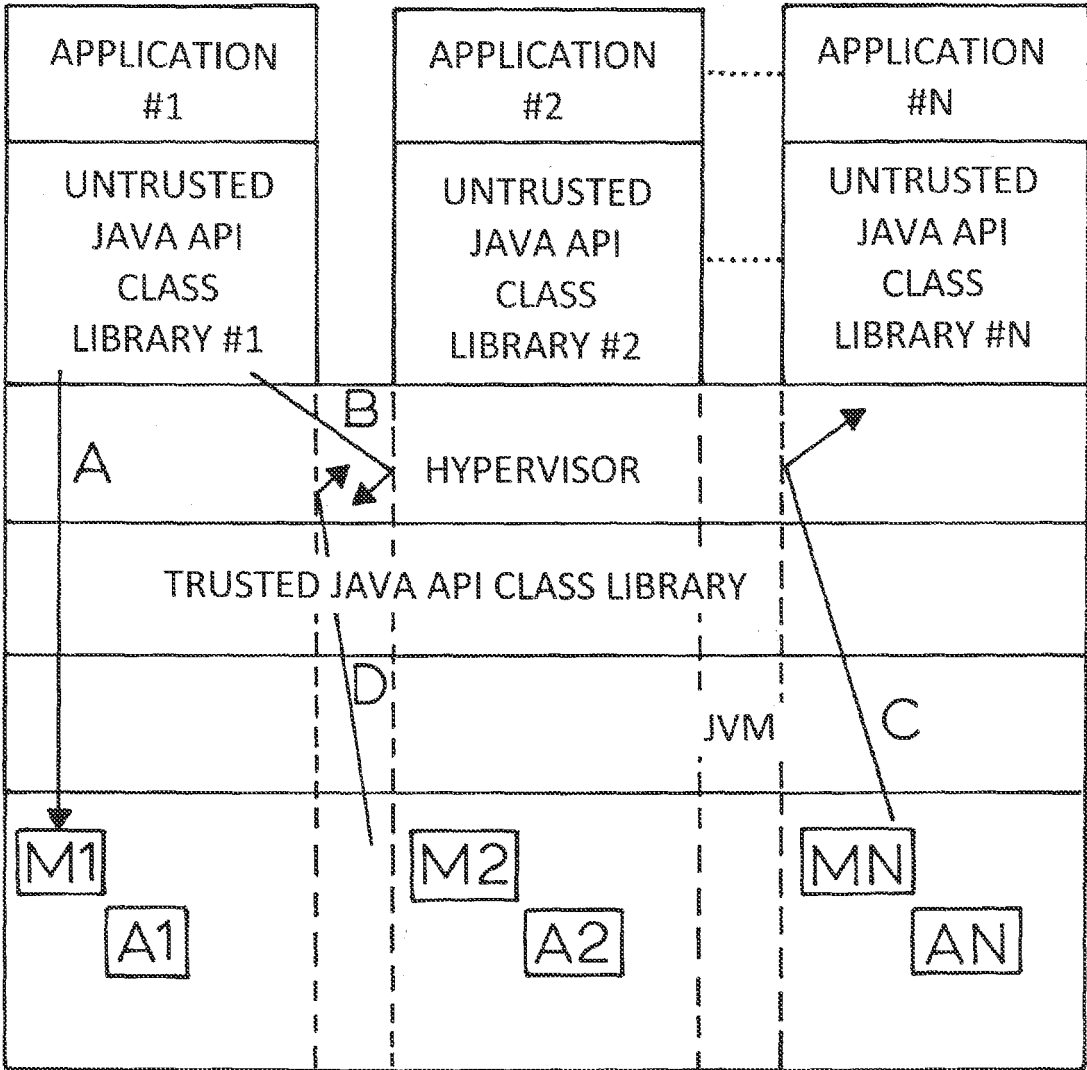 APPLICATION
#1
APPLICATION
#2
APPLICATION
#N
UNTRUSTED
JAVA API
CLASS
LIBRARY #1
UNTRUSTED
JAVA API
CLASS
LIBRARY #2
UNTRUSTED
JAVA API
CLASS
LIBRARY #N
A
B
HYPERVISOR
TRUSTED JAVA API CLASS LIBRARY
D
JVM
C
M1
A1
M2
A2
MN
AN